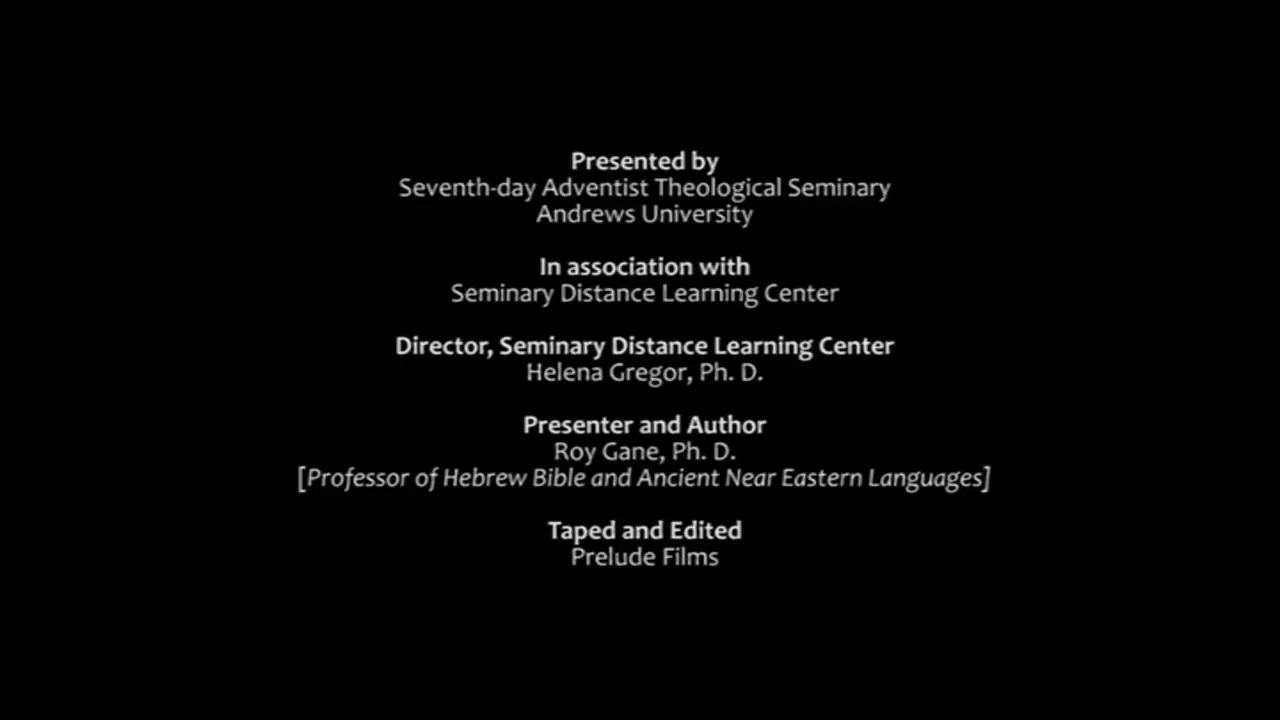 Presented by
Seventh-day Adventist Theological Seminary
Andrews University
In association with
Seminary Distance Learning Center
Director, Seminary Distance Learning Center
Helena Gregor, Ph. D.
Presenter and Author
Roy Gane, Ph. D.
[Professor of Hebrew Bible and Ancient Near Eastern Languages]
Taped and Edited
Prelude Films